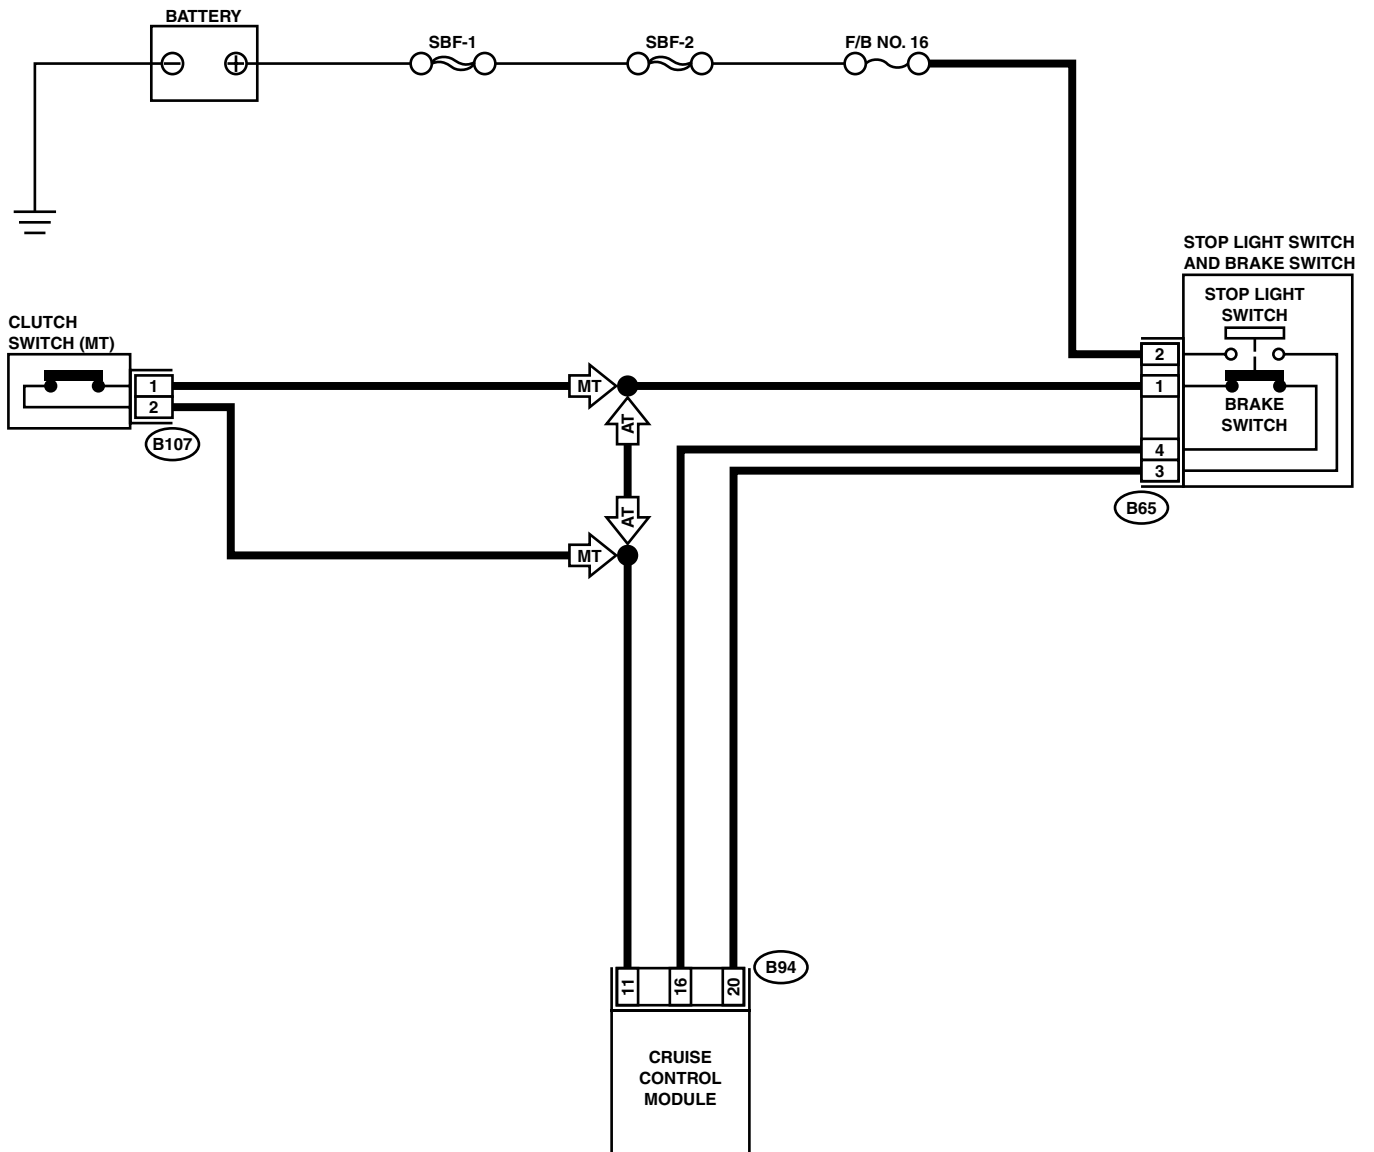 BATTERY
SBF-1
SBF-2
F/B NO. 16
STOP LIGHT SWITCH
AND BRAKE SWITCH
STOP LIGHT
SWITCH
2
1
BRAKE
SWITCH
4
3
B65
CLUTCH
SWITCH (MT)
1
2
B107
MT
AT
AT
MT
B94
11
16
20
CRUISE
CONTROL
MODULE